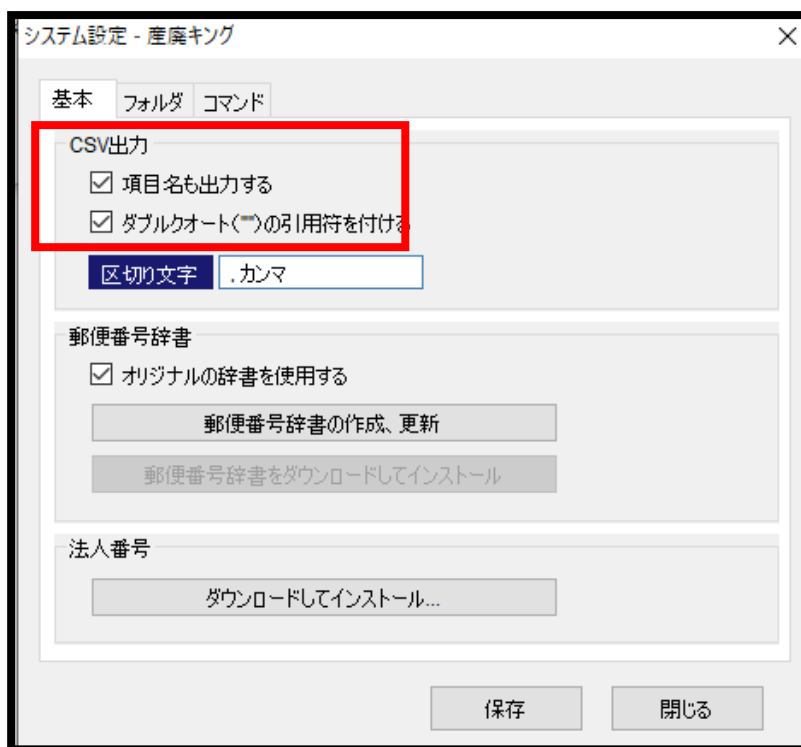 システム設定 - 産廃キング
基本 フォルダ コマンド
CSV出力
項目名も出力する
ダブルクオート("")の引用符を付ける
区切り文字 , カンマ
郵便番号辞書
オリジナルの辞書を使用する
郵便番号辞書の作成、更新
郵便番号辞書をダウンロードしてインストール
法人番号
ダウンロードしてインストール...
保存 閉じる